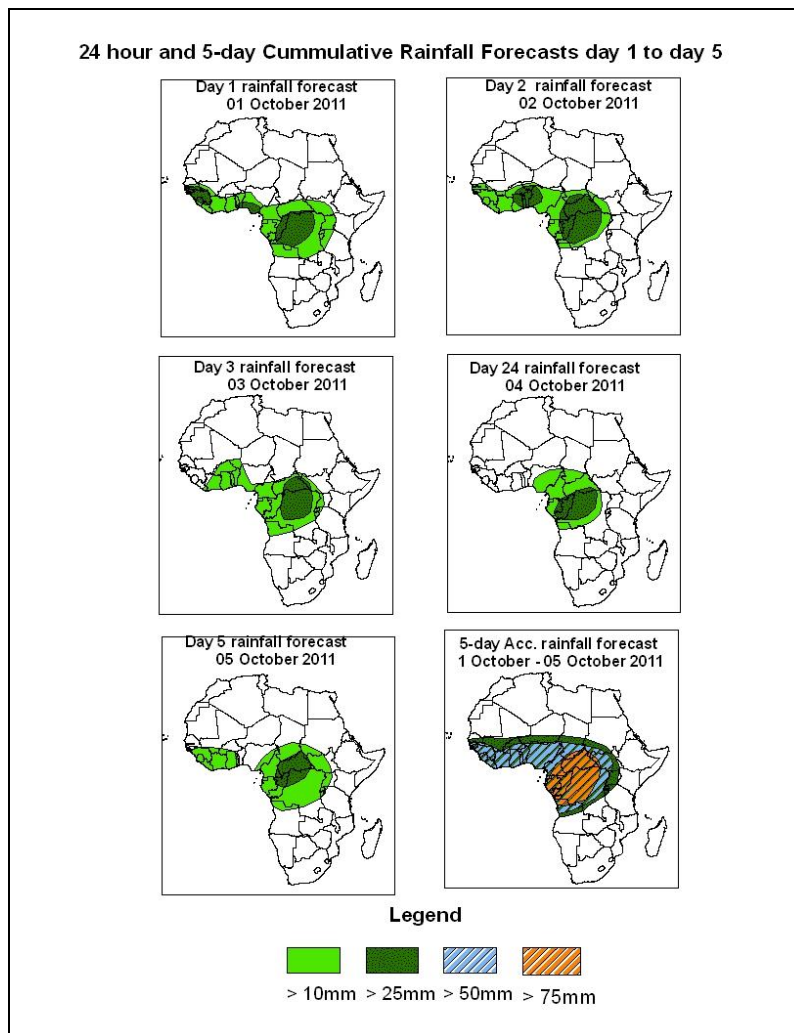 24 hour and 5-day Cummulative Rainfall Forecasts day 1 to day 5
Day 1 rainfall forecast
01 October 2011
Day 2 rainfall forecast
02 October 2011
Day 3 rainfall forecast
03 October 2011
Day 24 rainfall forecast
04 October 2011
Day 5 rainfall forecast
05 October 2011
5-day Acc. rainfall forecast
1 October - 05 October 2011
Legend
> 10mm > 25mm > 50mm > 75mm